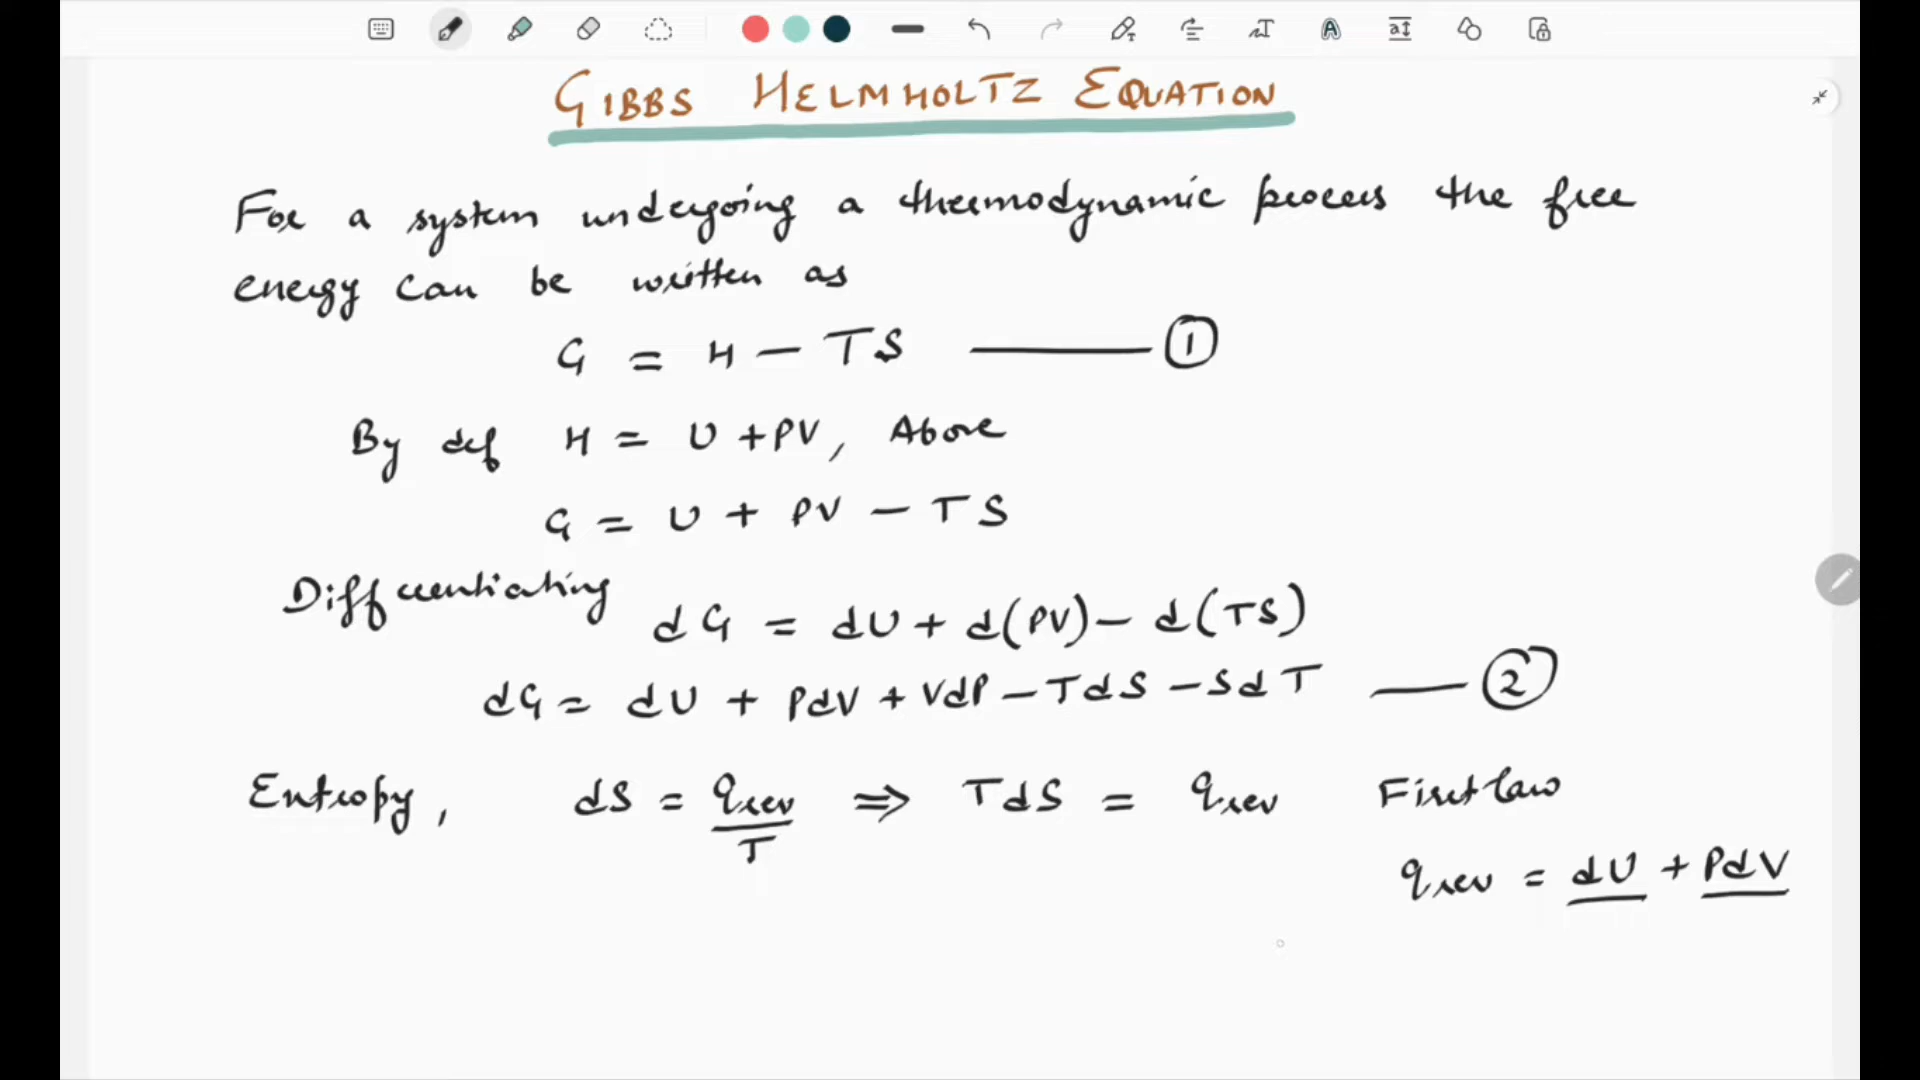 GIBBS HELMHOLTZ EQUATION
For a system undergoing a thermodynamic process the free
energy can be written as
G = H - TS ——— ①
By def H = U + PV, Above
G = U + PV - TS
Differentiating
dG = dU + d(PV) - d(TS)
dG = dU + PdV + VdP - TdS - SdT —— ②
Entropy, dS = qrev/T ⇒ TdS = qrev First law
qrev = dU + PdV